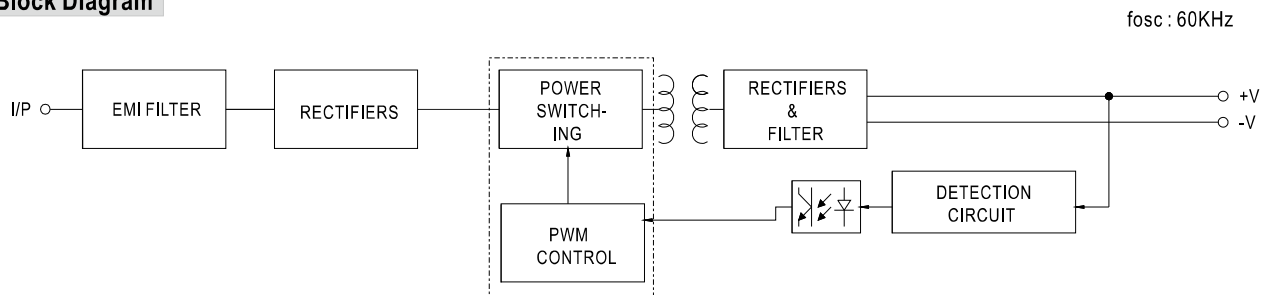 Block Diagram
fosc : 60KHz
I/P
EMI FILTER
RECTIFIERS
POWER
SWITCH-
ING
RECTIFIERS
&
FILTER
+V
-V
DETECTION
CIRCUIT
PWM
CONTROL